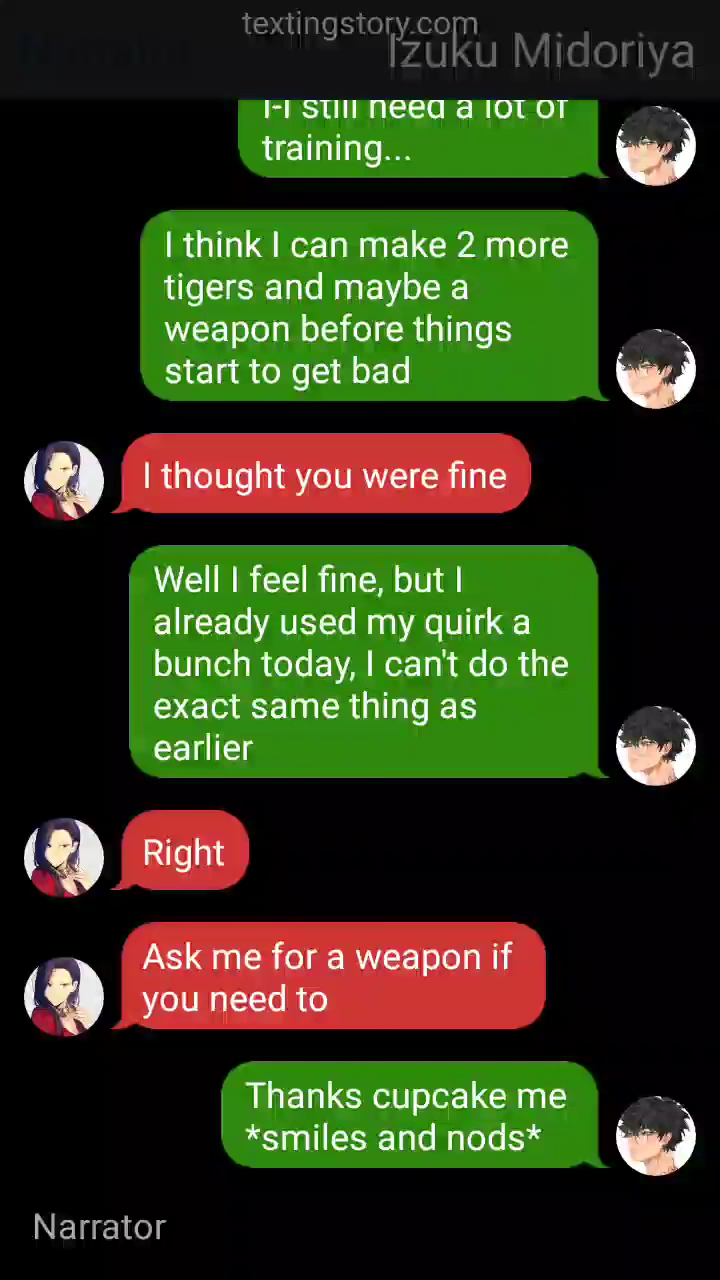 textingstory.com
Narrator
Izuku Midoriya
I-I still need a lot of
training...
I think I can make 2 more
tigers and maybe a
weapon before things
start to get bad
I thought you were fine
Well I feel fine, but I
already used my quirk a
bunch today, I can't do the
exact same thing as
earlier
Right
Ask me for a weapon if
you need to
Thanks cupcake me
*smiles and nods*
Narrator